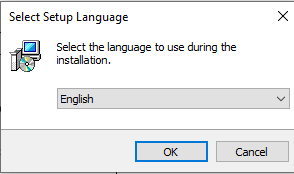 Select Setup Language
Select the language to use during the
installation.
English
OK
Cancel